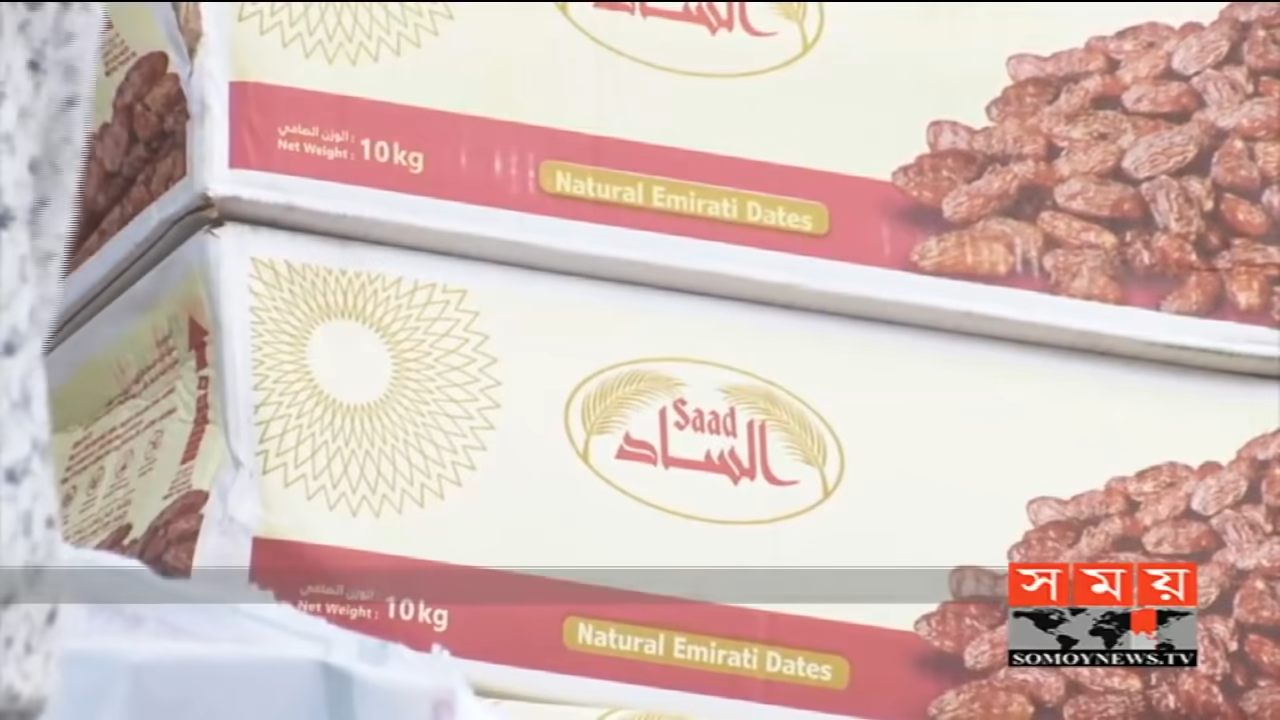 الساد
الوزن الصافي :
Net Weight : 10kg
Natural Emirati Dates
Saad
الساد
الوزن الصافي :
Net Weight : 10kg
Natural Emirati Dates
সময়
SOMOYNEWS.TV